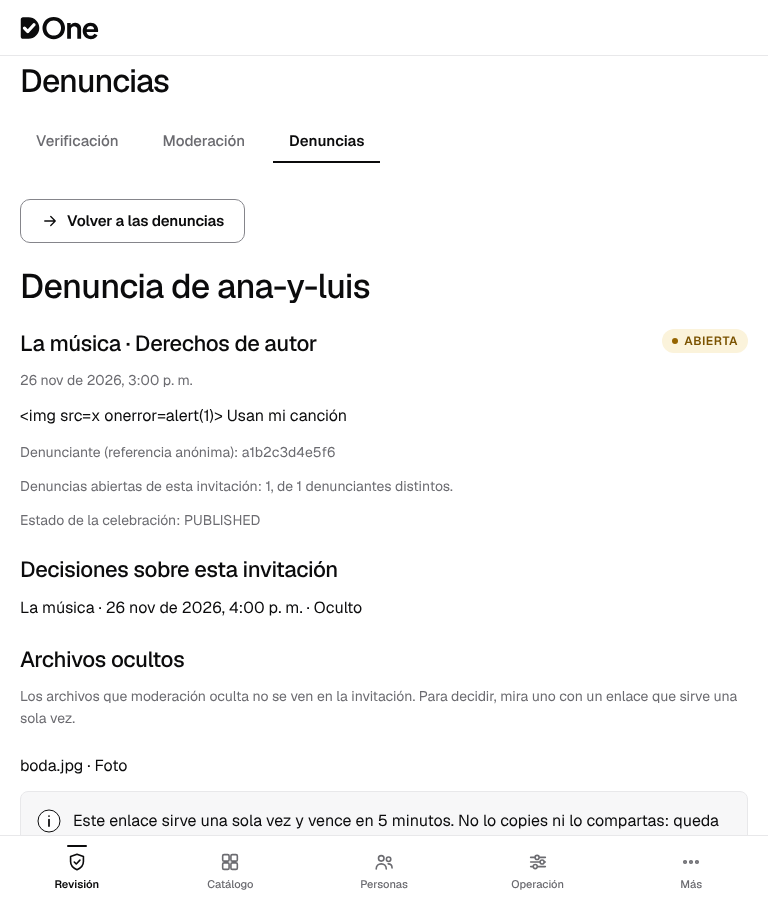 One
Denuncias
Verificación Moderación Denuncias
→ Volver a las denuncias
Denuncia de ana-y-luis
La música · Derechos de autor
ABIERTA
26 nov de 2026, 3:00 p. m.
<img src=x onerror=alert(1)> Usan mi canción
Denunciante (referencia anónima): a1b2c3d4e5f6
Denuncias abiertas de esta invitación: 1, de 1 denunciantes distintos.
Estado de la celebración: PUBLISHED
Decisiones sobre esta invitación
La música · 26 nov de 2026, 4:00 p. m. · Oculto
Archivos ocultos
Los archivos que moderación oculta no se ven en la invitación. Para decidir, mira uno con un enlace que sirve una
sola vez.
boda.jpg · Foto
Este enlace sirve una sola vez y vence en 5 minutos. No lo copies ni lo compartas: queda
Revisión Catálogo Personas Operación Más